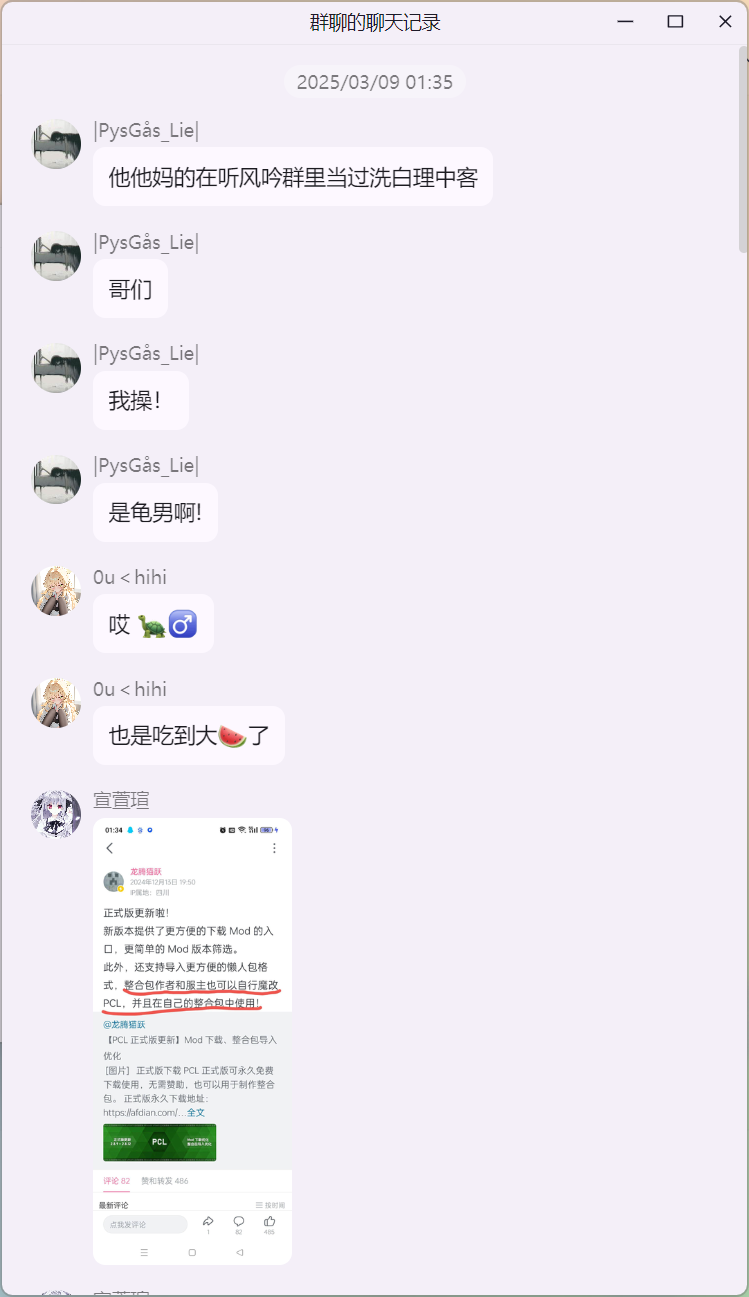 群聊的聊天记录
2025/03/09 01:35
|PysGås_Lie|
他他妈的在听风吟群里当过洗白理中客
|PysGås_Lie|
哥们
|PysGås_Lie|
我操！
|PysGås_Lie|
是龟男啊!
0u＜hihi
哎 🐢♂
0u＜hihi
也是吃到大🍉了
宣萱瑄
01:34
龙腾猫跃
2024年12月13日 19:50
IP属地：四川
正式版更新啦！
新版本提供了更方便的下载 Mod 的入
口，更简单的 Mod 版本筛选。
此外，还支持导入更方便的懒人包格
式，整合包作者和服主也可以自行魔改
PCL，并且在自己的整合包中使用！
@龙腾猫跃
【PCL 正式版更新】Mod 下载、整合包导入
优化
[图片] 正式版下载 PCL 正式版可永久免费
下载使用，无需赞助，也可以用于制作整合
包。 正式版永久下载地址：
https://afdian.com/...全文
PCL
评论 82 赞和转发 486
最新评论 按时间
点我发评论
1 82 485
宣萱瑄